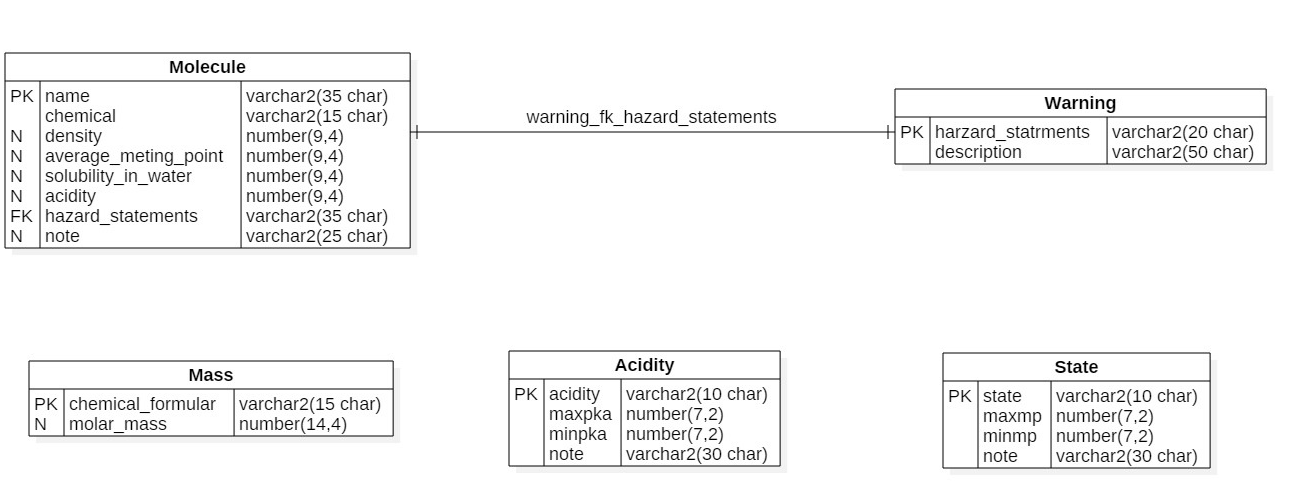 Molecule
PK name varchar2(35 char)
chemical varchar2(15 char)
N density number(9,4)
N average_meting_point number(9,4)
N solubility_in_water number(9,4)
N acidity number(9,4)
FK hazard_statements varchar2(35 char)
N note varchar2(25 char)
warning_fk_hazard_statements
Warning
PK harzard_statrments varchar2(20 char)
description varchar2(50 char)
Mass
PK chemical_formular varchar2(15 char)
N molar_mass number(14,4)
Acidity
PK acidity varchar2(10 char)
maxpka number(7,2)
minpka number(7,2)
note varchar2(30 char)
State
PK state varchar2(10 char)
maxmp number(7,2)
minmp number(7,2)
note varchar2(30 char)